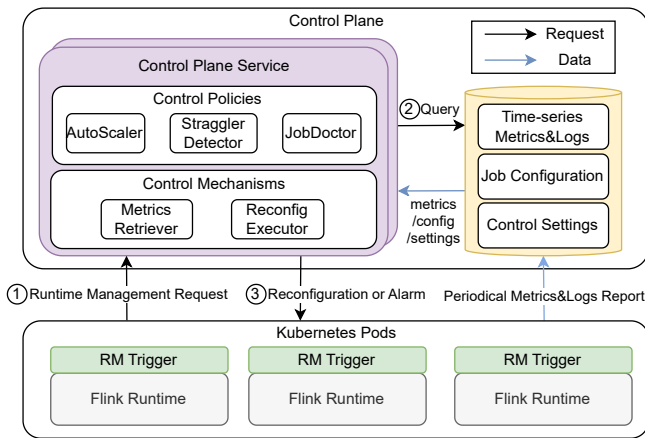 Control Plane
Request
Data
Control Plane Service
Control Policies
AutoScaler
Straggler
Detector
JobDoctor
Control Mechanisms
Metrics
Retriever
Reconfig
Executor
2 Query
metrics
/config
/settings
Time-series
Metrics&Logs
Job Configuration
Control Settings
1 Runtime Management Request
3 Reconfiguration or Alarm
Periodical Metrics&Logs Report
Kubernetes Pods
RM Trigger
RM Trigger
RM Trigger
Flink Runtime
Flink Runtime
Flink Runtime